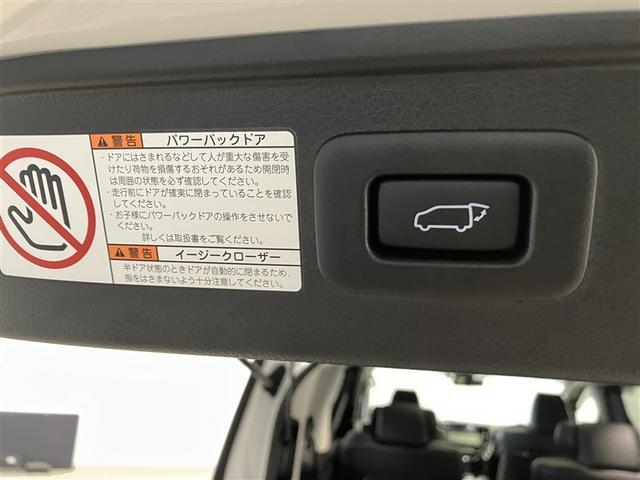 警告 パワーバックドア
・ドアにはさまれるなどして人が重大な傷害を受
けたり荷物を損傷するおそれがあるため開閉時
は周囲の状態を必ず確認してください。
・走行前にドアが確実に閉まっていることを確認
してください。
・お子様にパワーバックドアの操作をさせないで
ください。
詳しくは取扱書をご覧ください。
警告 イージークローザー
半ドア状態のときドアが自動的に閉まるため、
指をはさまないよう十分注意してください。